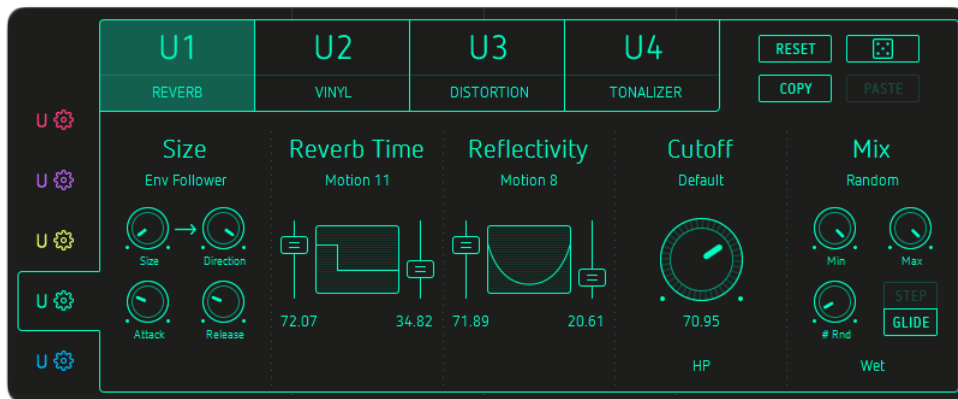 U1
REVERB
U2
VINYL
U3
DISTORTION
U4
TONALIZER
RESET
COPY
PASTE
U
U
U
U
U
Size
Env Follower
Size
Direction
Attack
Release
Reverb Time
Motion 11
72.07
34.82
Reflectivity
Motion 8
71.89
20.61
Cutoff
Default
70.95
HP
Mix
Random
Min
Max
# Rnd
STEP
GLIDE
Wet